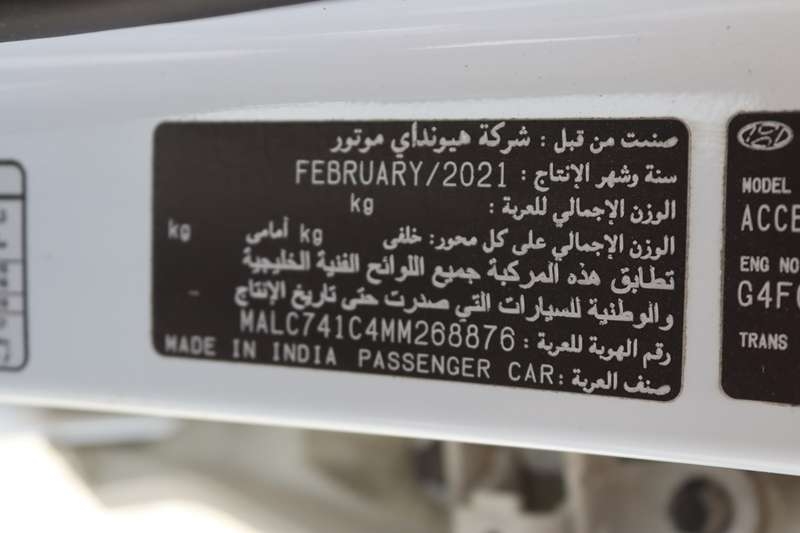 صنعت من قبل : شركة هيونداي موتور
سنة وشهر الإنتاج : FEBRUARY/2021
الوزن الإجمالي للعربة : kg
الوزن الإجمالي على كل محور: خلفى kg أمامى kg
تطابق هذه المركبة جميع اللوائح الفنية الخليجية
والوطنية للسيارات التي صدرت حتى تاريخ الإنتاج
رقم الهوية للعربة : MALC741C4MM268876
صنف العربة : PASSENGER CAR MADE IN INDIA
MODEL
ACCE
ENG NO
G4F
TRANS